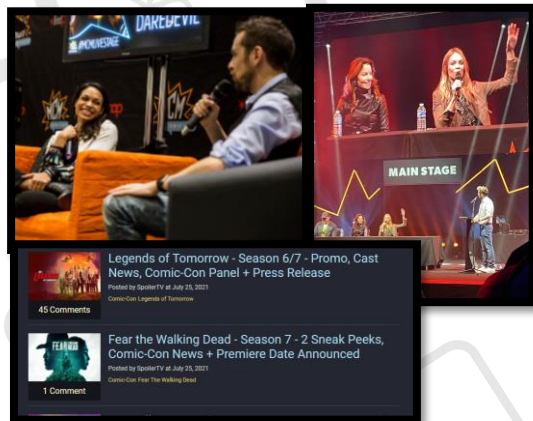 DAREDEVIL
#MCMLIVESTAGE
MCM
MAIN STAGE
Legends of Tomorrow - Season 6/7 - Promo, Cast
News, Comic-Con Panel + Press Release
Posted by SpoilerTV at July 25, 2021
Comic-Con Legends of Tomorrow
45 Comments
FEAR
Fear the Walking Dead - Season 7 - 2 Sneak Peeks,
Comic-Con News + Premiere Date Announced
Posted by SpoilerTV at July 25, 2021
Comic-Con Fear The Walking Dead
1 Comment